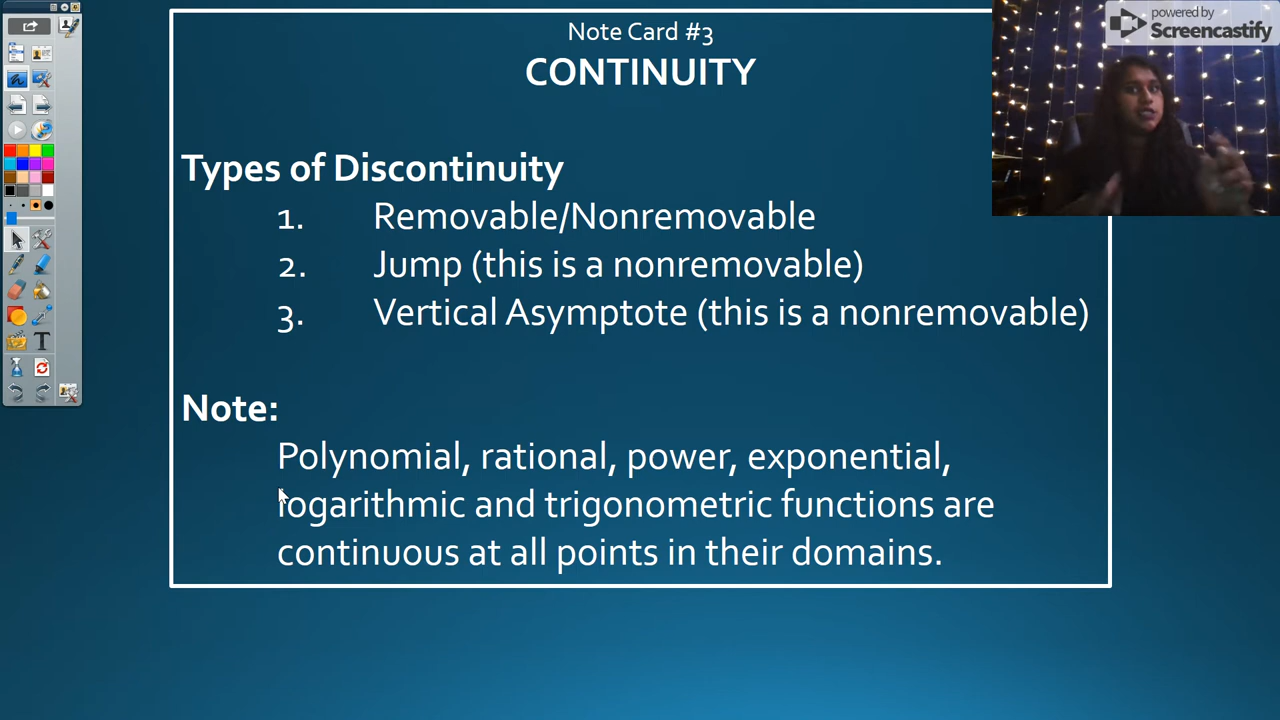 Note Card #3
CONTINUITY
powered by
Screencastify
Types of Discontinuity
1. Removable/Nonremovable
2. Jump (this is a nonremovable)
3. Vertical Asymptote (this is a nonremovable)
Note:
Polynomial, rational, power, exponential,
logarithmic and trigonometric functions are
continuous at all points in their domains.